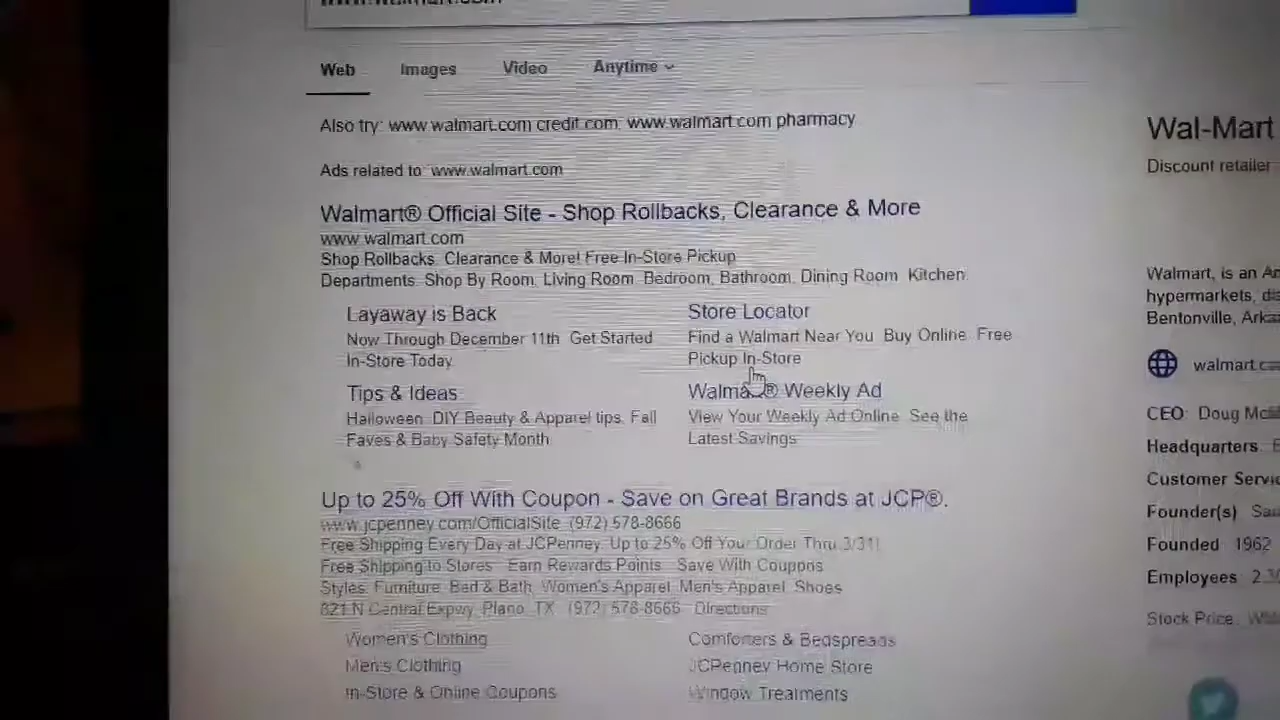 Web Images Video Anytime
Also try: www.walmart.com credit com, www.walmart.com pharmacy
Ads related to: www.walmart.com
Walmart® Official Site - Shop Rollbacks, Clearance & More
www.walmart.com
Shop Rollbacks, Clearance & More! Free In-Store Pickup
Departments: Shop By Room, Living Room, Bedroom, Bathroom, Dining Room, Kitchen
Layaway is Back
Now Through December 11th Get Started
In-Store Today
Store Locator
Find a Walmart Near You Buy Online Free
Pickup In-Store
Tips & Ideas
Halloween DIY Beauty & Apparel tips, Fall
Faves & Baby Safety Month
Weekly Ad
View Your Weekly Ad Online See the
Latest Savings
Up to 25% Off With Coupon - Save on Great Brands at JCP®.
www.jcpenney.com/OfficialSite (972) 578-8666
Free Shipping Every Day at JCPenney. Up to 25% Off Your Order Thru 3/31!
Free Shipping to Stores Earn Rewards Points Save With Coupons
Styles: Furniture, Bed & Bath, Women's Apparel, Men's Apparel, Shoes
821 N Central Expwy, Plano, TX (972) 578-8666 Directions
Women's Clothing
Men's Clothing
In-Store & Online Coupons
Comforters & Bedspreads
JCPenney Home Store
Window Treatments
Wal-Mart
Discount retailer
Walmart, is an
hypermarkets,
Bentonville,
CEO: Doug
Headquarters:
Customer
Founder(s)
Founded 1962
Employees
Stock Price: